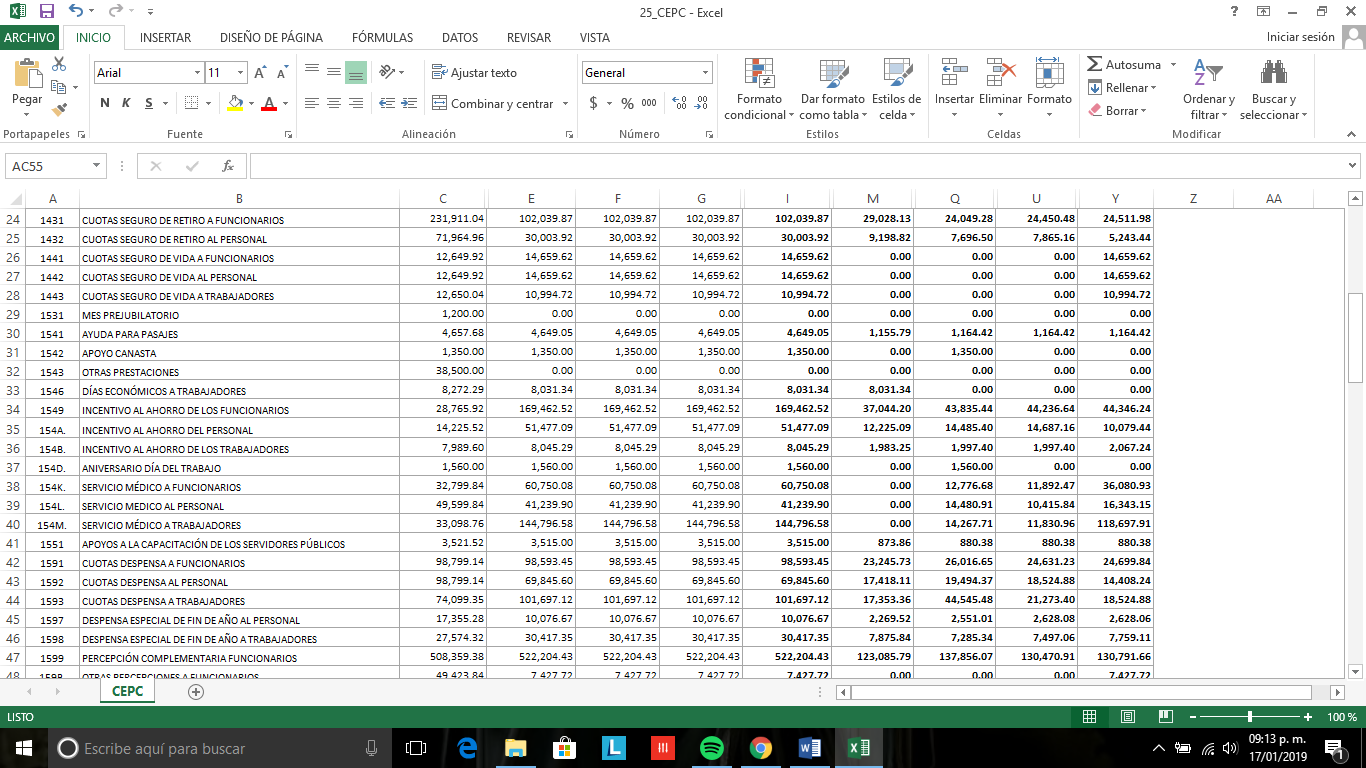 25_CEPC - Excel
ARCHIVO INICIO INSERTAR DISEÑO DE PÁGINA FÓRMULAS DATOS REVISAR VISTA Iniciar sesión
Arial 11 Ajustar texto General Autosuma
Pegar N K S Combinar y centrar $ % 000 Formato condicional Dar formato como tabla Estilos de celda Insertar Eliminar Formato Rellenar Borrar Ordenar y filtrar Buscar y seleccionar
Portapapeles Fuente Alineación Número Estilos Celdas Modificar
AC55 fx
A B C E F G I M Q U Y Z AA
24 1431 CUOTAS SEGURO DE RETIRO A FUNCIONARIOS 231,911.04 102,039.87 102,039.87 102,039.87 102,039.87 29,028.13 24,049.28 24,450.48 24,511.98
25 1432 CUOTAS SEGURO DE RETIRO AL PERSONAL 71,964.96 30,003.92 30,003.92 30,003.92 30,003.92 9,198.82 7,696.50 7,865.16 5,243.44
26 1441 CUOTAS SEGURO DE VIDA A FUNCIONARIOS 12,649.92 14,659.62 14,659.62 14,659.62 14,659.62 0.00 0.00 0.00 14,659.62
27 1442 CUOTAS SEGURO DE VIDA AL PERSONAL 12,649.92 14,659.62 14,659.62 14,659.62 14,659.62 0.00 0.00 0.00 14,659.62
28 1443 CUOTAS SEGURO DE VIDA A TRABAJADORES 12,650.04 10,994.72 10,994.72 10,994.72 10,994.72 0.00 0.00 0.00 10,994.72
29 1531 MES PREJUBILATORIO 1,200.00 0.00 0.00 0.00 0.00 0.00 0.00 0.00 0.00
30 1541 AYUDA PARA PASAJES 4,657.68 4,649.05 4,649.05 4,649.05 4,649.05 1,155.79 1,164.42 1,164.42 1,164.42
31 1542 APOYO CANASTA 1,350.00 1,350.00 1,350.00 1,350.00 1,350.00 0.00 1,350.00 0.00 0.00
32 1543 OTRAS PRESTACIONES 38,500.00 0.00 0.00 0.00 0.00 0.00 0.00 0.00 0.00
33 1546 DÍAS ECONÓMICOS A TRABAJADORES 8,272.29 8,031.34 8,031.34 8,031.34 8,031.34 8,031.34 0.00 0.00 0.00
34 1549 INCENTIVO AL AHORRO DE LOS FUNCIONARIOS 28,765.92 169,462.52 169,462.52 169,462.52 169,462.52 37,044.20 43,835.44 44,236.64 44,346.24
35 154A. INCENTIVO AL AHORRO DEL PERSONAL 14,225.52 51,477.09 51,477.09 51,477.09 51,477.09 12,225.09 14,485.40 14,687.16 10,079.44
36 154B. INCENTIVO AL AHORRO DE LOS TRABAJADORES 7,989.60 8,045.29 8,045.29 8,045.29 8,045.29 1,983.25 1,997.40 1,997.40 2,067.24
37 154D. ANIVERSARIO DÍA DEL TRABAJO 1,560.00 1,560.00 1,560.00 1,560.00 1,560.00 0.00 1,560.00 0.00 0.00
38 154K. SERVICIO MÉDICO A FUNCIONARIOS 32,799.84 60,750.08 60,750.08 60,750.08 60,750.08 0.00 12,776.68 11,892.47 36,080.93
39 154L. SERVICIO MEDICO AL PERSONAL 49,599.84 41,239.90 41,239.90 41,239.90 41,239.90 0.00 14,480.91 10,415.84 16,343.15
40 154M. SERVICIO MÉDICO A TRABAJADORES 33,098.76 144,796.58 144,796.58 144,796.58 144,796.58 0.00 14,267.71 11,830.96 118,697.91
41 1551 APOYOS A LA CAPACITACIÓN DE LOS SERVIDORES PÚBLICOS 3,521.52 3,515.00 3,515.00 3,515.00 3,515.00 873.86 880.38 880.38 880.38
42 1591 CUOTAS DESPENSA A FUNCIONARIOS 98,799.14 98,593.45 98,593.45 98,593.45 98,593.45 23,245.73 26,016.65 24,631.23 24,699.84
43 1592 CUOTAS DESPENSA AL PERSONAL 98,799.14 69,845.60 69,845.60 69,845.60 69,845.60 17,418.11 19,494.37 18,524.88 14,408.24
44 1593 CUOTAS DESPENSA A TRABAJADORES 74,099.35 101,697.12 101,697.12 101,697.12 101,697.12 17,353.36 44,545.48 21,273.40 18,524.88
45 1597 DESPENSA ESPECIAL DE FIN DE AÑO AL PERSONAL 17,355.28 10,076.67 10,076.67 10,076.67 10,076.67 2,269.52 2,551.01 2,628.08 2,628.06
46 1598 DESPENSA ESPECIAL DE FIN DE AÑO A TRABAJADORES 27,574.32 30,417.35 30,417.35 30,417.35 30,417.35 7,875.84 7,285.34 7,497.06 7,759.11
47 1599 PERCEPCIÓN COMPLEMENTARIA FUNCIONARIOS 508,359.38 522,204.43 522,204.43 522,204.43 522,204.43 123,085.79 137,856.07 130,470.91 130,791.66
48 159B. OTRAS PERCEPCIONES A FUNCIONARIOS 49,423.84 7,427.72 7,427.72 7,427.72 7,427.72 0.00 0.00 0.00 7,427.72
CEPC
LISTO 100 %
Escribe aquí para buscar 09:13 p. m.
17/01/2019